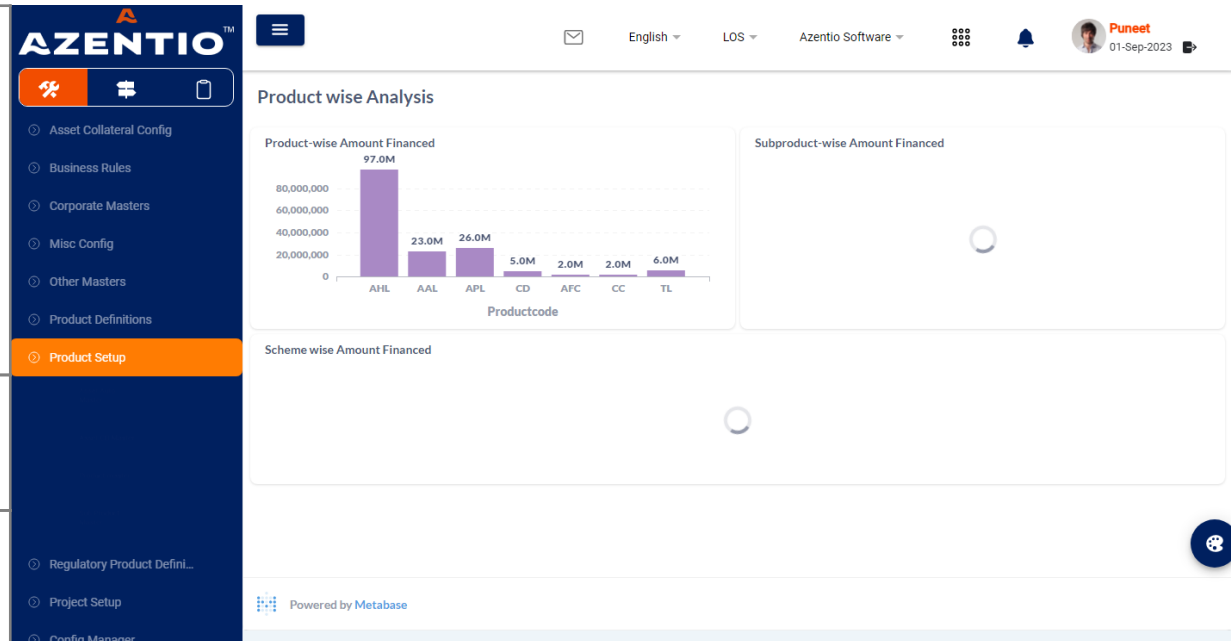 AZENTIO™
English
LOS
Azentio Software
Puneet
01-Sep-2023
Asset Collateral Config
Business Rules
Corporate Masters
Misc Config
Other Masters
Product Definitions
Product Setup
Regulatory Product Defini...
Project Setup
Config Manager
Product wise Analysis
Product-wise Amount Financed
97.0M
80,000,000
60,000,000
40,000,000
20,000,000
0
23.0M
26.0M
5.0M
2.0M
2.0M
6.0M
AHL AAL APL CD AFC CC TL
Productcode
Subproduct-wise Amount Financed
Scheme wise Amount Financed
Powered by Metabase